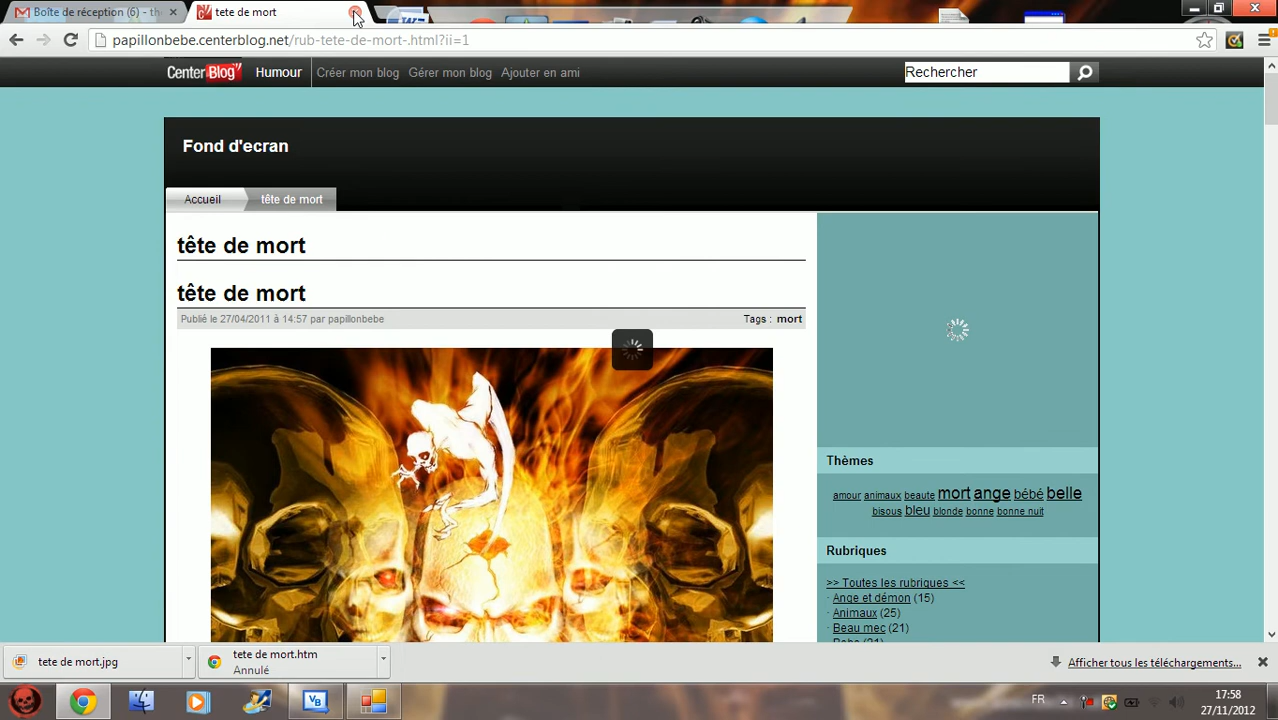 Boîte de réception (6) - th
tete de mort
papillonbebe.centerblog.net/rub-tete-de-mort-.html?ii=1
CenterBlog Humour Créer mon blog Gérer mon blog Ajouter en ami
Rechercher
Fond d'ecran
Accueil
tête de mort
tête de mort
tête de mort
Publié le 27/04/2011 à 14:57 par papillonbebe
Tags : mort
Thèmes
amour animaux beaute mort ange bébé belle
bisous bleu blonde bonne bonne nuit
Rubriques
>> Toutes les rubriques <<
· Ange et démon (15)
· Animaux (25)
· Beau mec (21)
tete de mort.jpg
tete de mort.htm
Annulé
Afficher tous les téléchargements...
VB
FR
17:58
27/11/2012